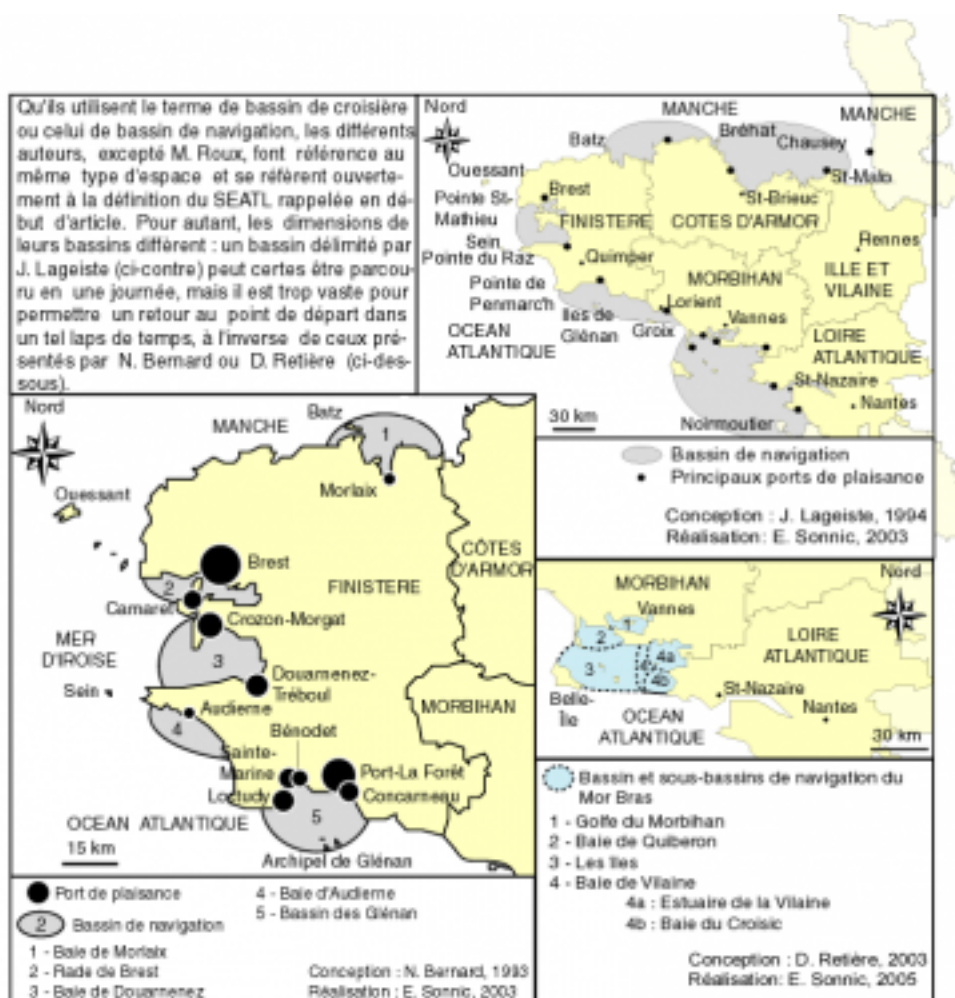 Qu'ils utilisent le terme de bassin de croisière
ou celui de bassin de navigation, les différents
auteurs, excepté M. Roux, font référence au
même type d'espace et se réfèrent ouverte-
ment à la définition du SEATL rappelée en dé-
but d'article. Pour autant, les dimensions de
leurs bassins diffèrent : un bassin délimité par
J. Lageiste (ci-contre) peut certes être parcou-
ru en une journée, mais il est trop vaste pour
permettre un retour au point de départ dans
un tel laps de temps, à l'inverse de ceux pré-
sentés par N. Bernard ou D. Retière (ci-des-
sous).
Nord
MANCHE
MANCHE
Batz
Bréhat
Chausey
Ouessant
St-Malo
Brest
Pointe St-
Mathieu
St-Brieuc
FINISTERE
COTES D'ARMOR
Sein
Pointe du Raz
Rennes
Quimper
ILLE ET
VILAINE
MORBIHAN
Pointe de
Penmarc'h
Lorient
Iles de
Glénan
Vannes
Groix
OCEAN
ATLANTIQUE
LOIRE
ATLANTIQUE
St-Nazaire
Nantes
Noirmoutier
30 km
Bassin de navigation
Principaux ports de plaisance
Conception : J. Lageiste, 1994
Réalisation: E. Sonnic, 2003
Nord
MANCHE
Batz
1
Morlaix
Ouessant
Brest
CÔTES
D'ARMOR
FINISTERE
2
Camaret
Crozon-Morgat
MER
D'IROISE
3
Douarnenez-
Tréboul
Sein
Audierne
MORBIHAN
4
Bénodet
Sainte-
Marine
Port-La Forêt
Loctudy
Concarneau
5
OCEAN ATLANTIQUE
15 km
Archipel de Glénan
Port de plaisance
2 Bassin de navigation
1 - Baie de Morlaix
2 - Rade de Brest
3 - Baie de Douarnenez
4 - Baie d'Audierne
5 - Bassin des Glénan
Conception : N. Bernard, 1993
Réalisation : E. Sonnic, 2003
Nord
MORBIHAN
Vannes
1
2
LOIRE
ATLANTIQUE
3
4
4a
4b
Belle-
Île
St-Nazaire
OCEAN
ATLANTIQUE
Nantes
30 km
Bassin et sous-bassins de navigation du
Mor Bras
1 - Golfe du Morbihan
2 - Baie de Quiberon
3 - Les îles
4 - Baie de Vilaine
4a : Estuaire de la Vilaine
4b : Baie du Croisic
Conception : D. Retière, 2003
Réalisation : E. Sonnic, 2005